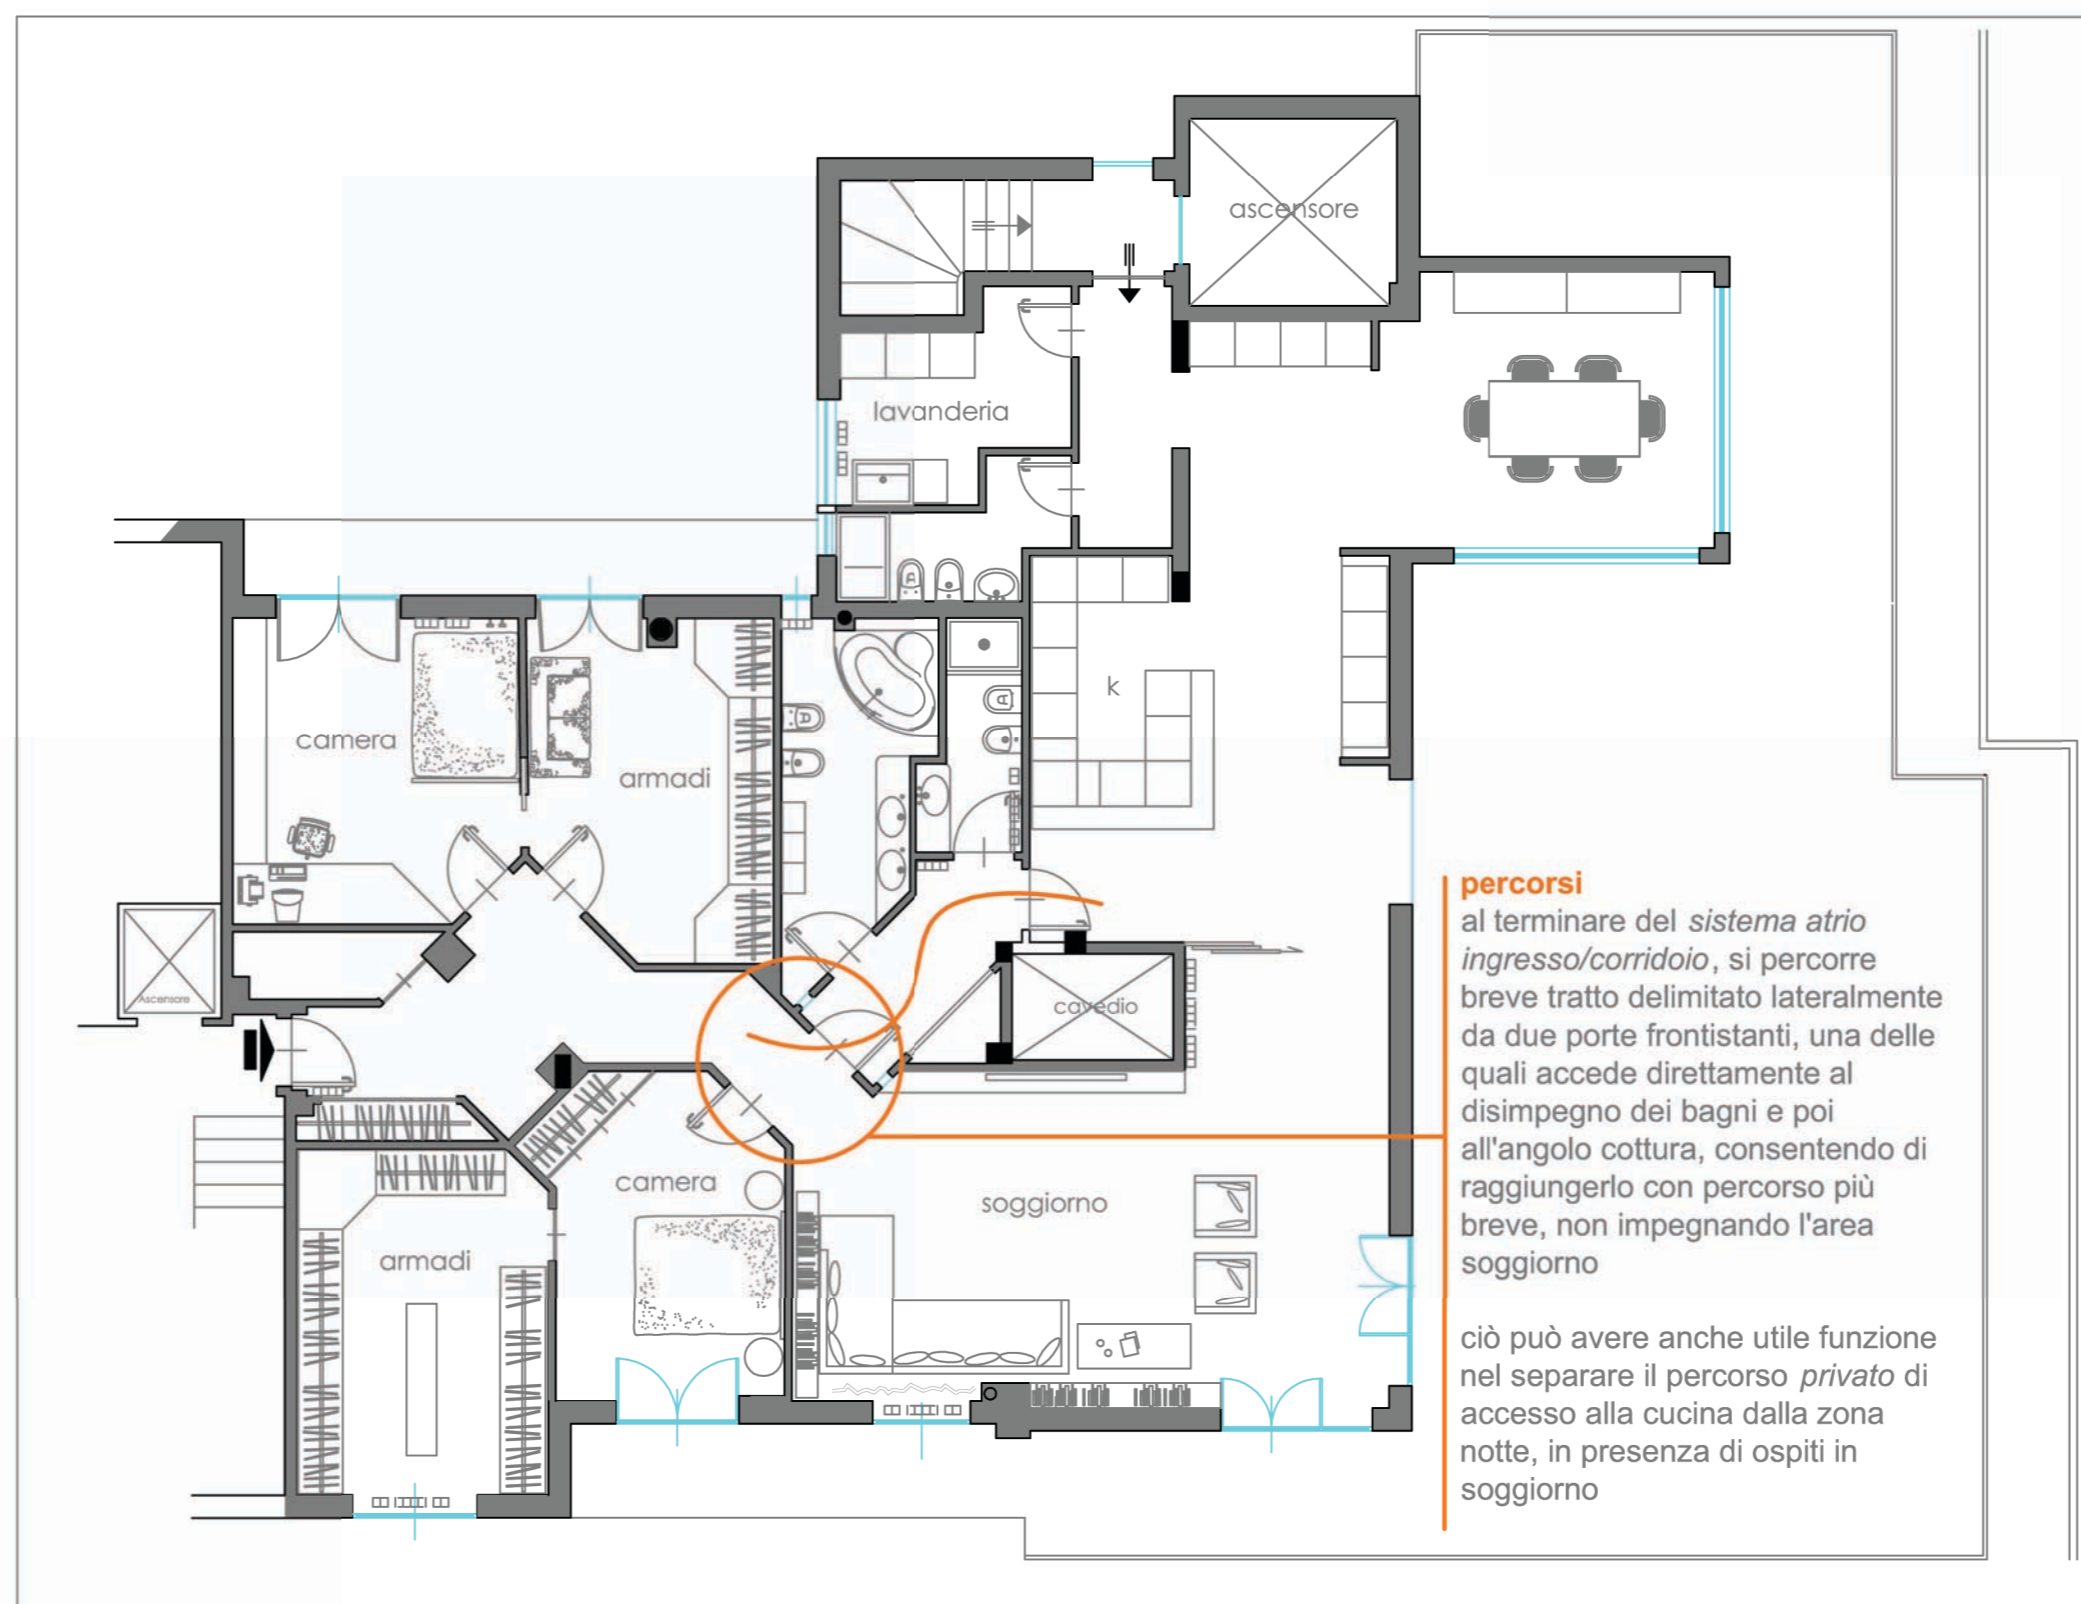 ascensore
lavanderia
k
camera
armadi
Ascensore
cavedio
camera
soggiorno
armadi
percorsi
al terminare del sistema atrio
ingresso/corridoio, si percorre
breve tratto delimitato lateralmente
da due porte frontistanti, una delle
quali accede direttamente al
disimpegno dei bagni e poi
all'angolo cottura, consentendo di
raggiungerlo con percorso più
breve, non impegnando l'area
soggiorno
ciò può avere anche utile funzione
nel separare il percorso privato di
accesso alla cucina dalla zona
notte, in presenza di ospiti in
soggiorno